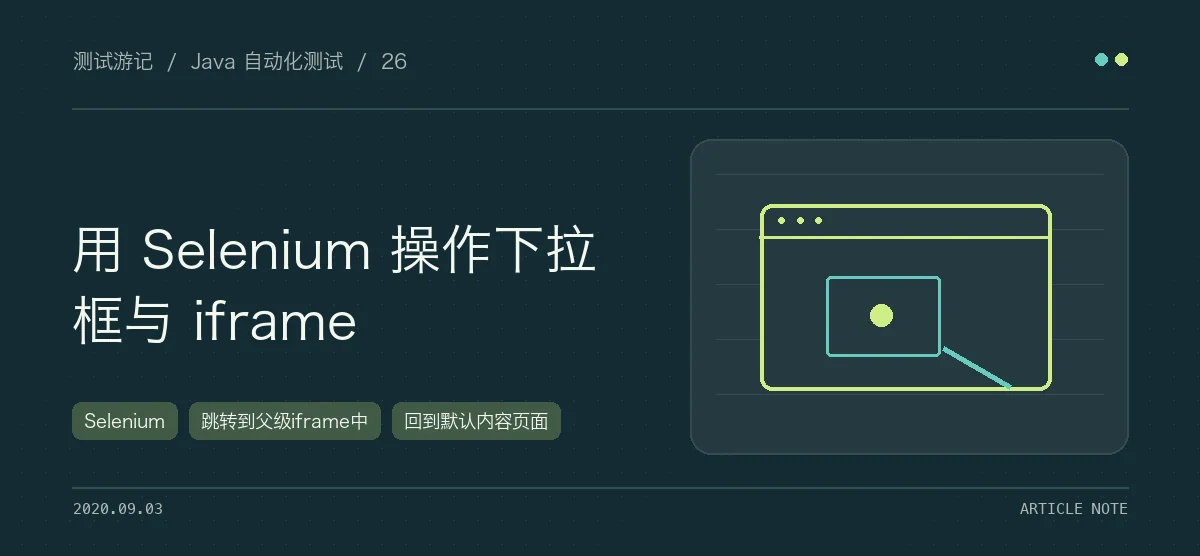 测试游记 / Java 自动化测试 / 26
用 Selenium 操作下拉
框与 iframe
Selenium 跳转到父级iframe中 回到默认内容页面
2020.09.03 ARTICLE NOTE